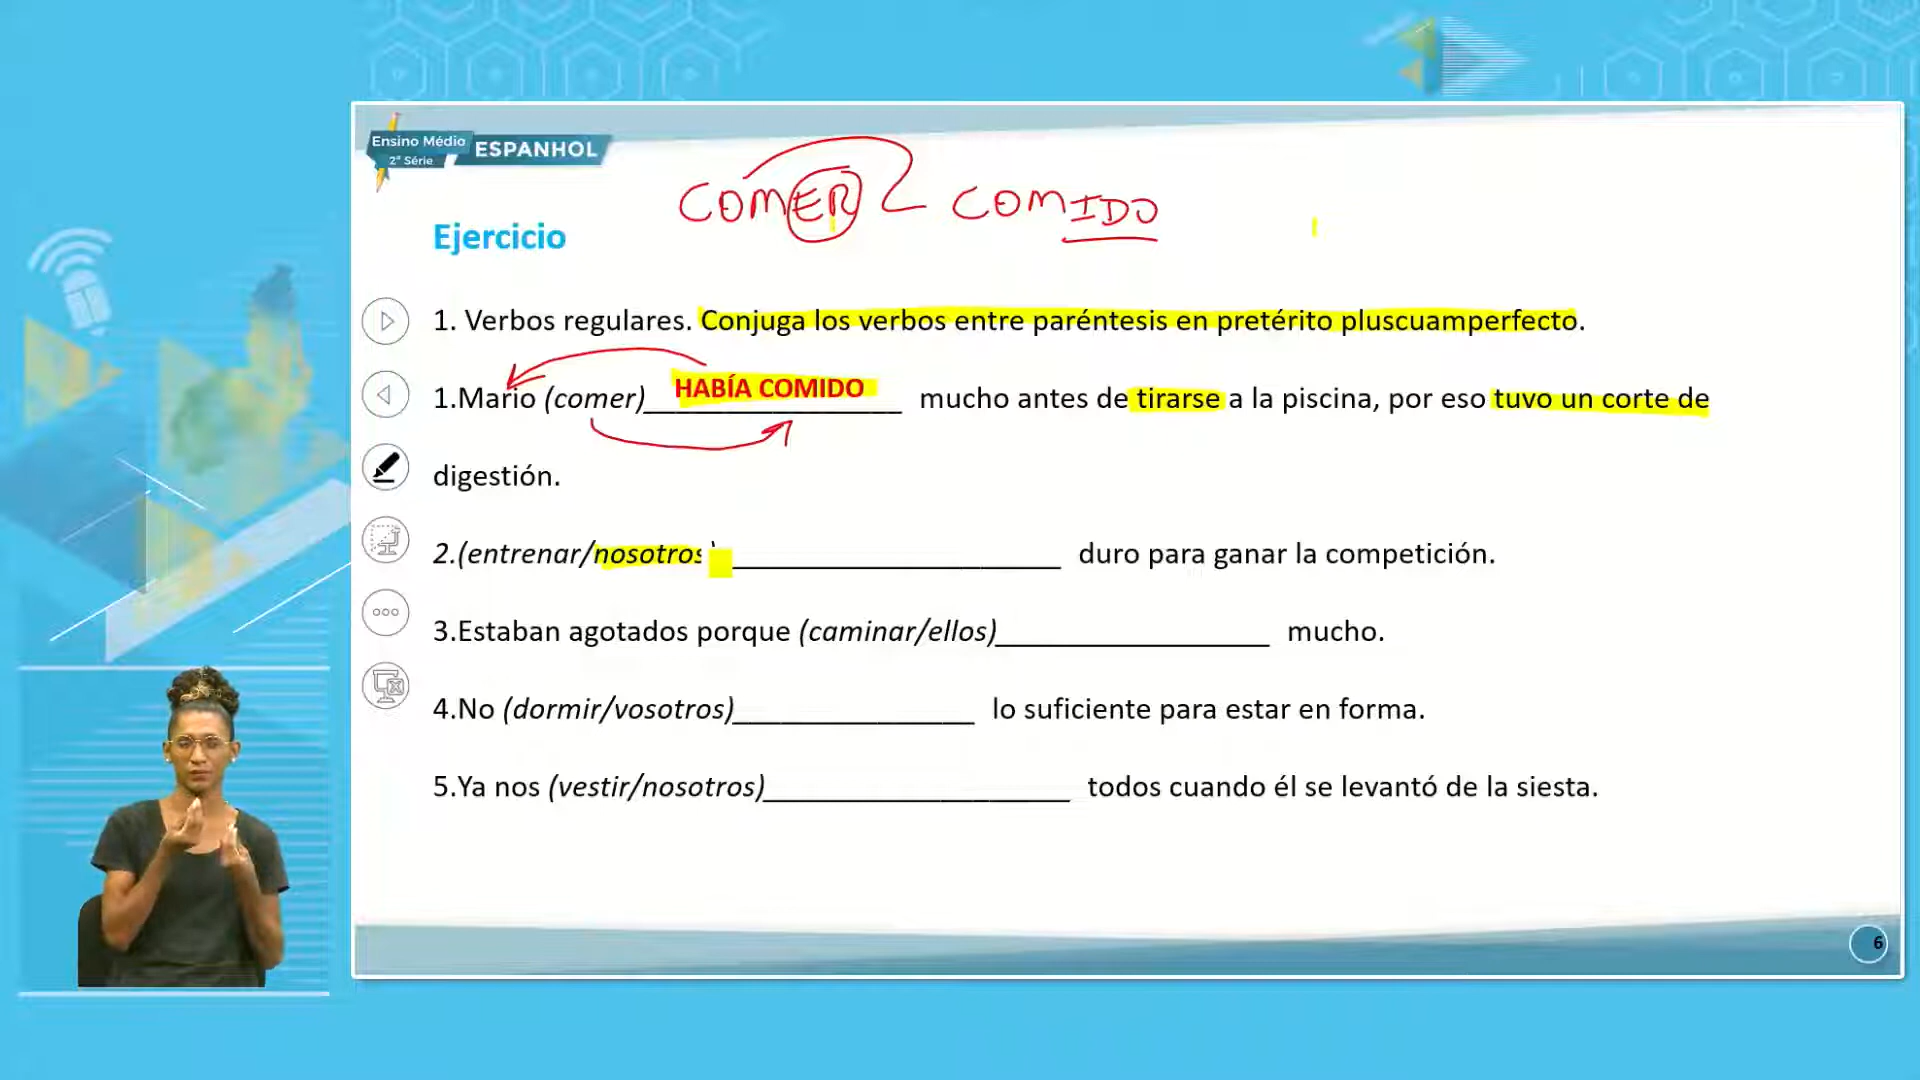 Ensino Médio
2ª Série
ESPANHOL
COMER COMIDO
Ejercicio
1. Verbos regulares. Conjuga los verbos entre paréntesis en pretérito pluscuamperfecto.
1.Mario (comer)__________________ HABÍA COMIDO mucho antes de tirarse a la piscina, por eso tuvo un corte de
digestión.
2.(entrenar/nosotros)______________________ duro para ganar la competición.
3.Estaban agotados porque (caminar/ellos)__________________ mucho.
4.No (dormir/vosotros)________________ lo suficiente para estar en forma.
5.Ya nos (vestir/nosotros)____________________ todos cuando él se levantó de la siesta.
6